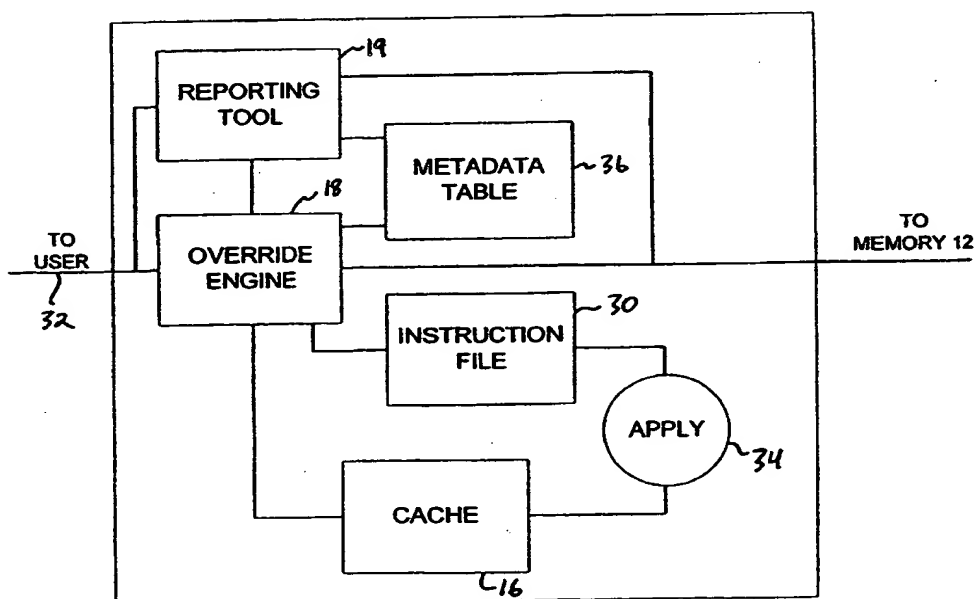 19
REPORTING
TOOL
METADATA
TABLE
36
18
TO
USER
32
OVERRIDE
ENGINE
TO
MEMORY 12
30
INSTRUCTION
FILE
APPLY
34
CACHE
16